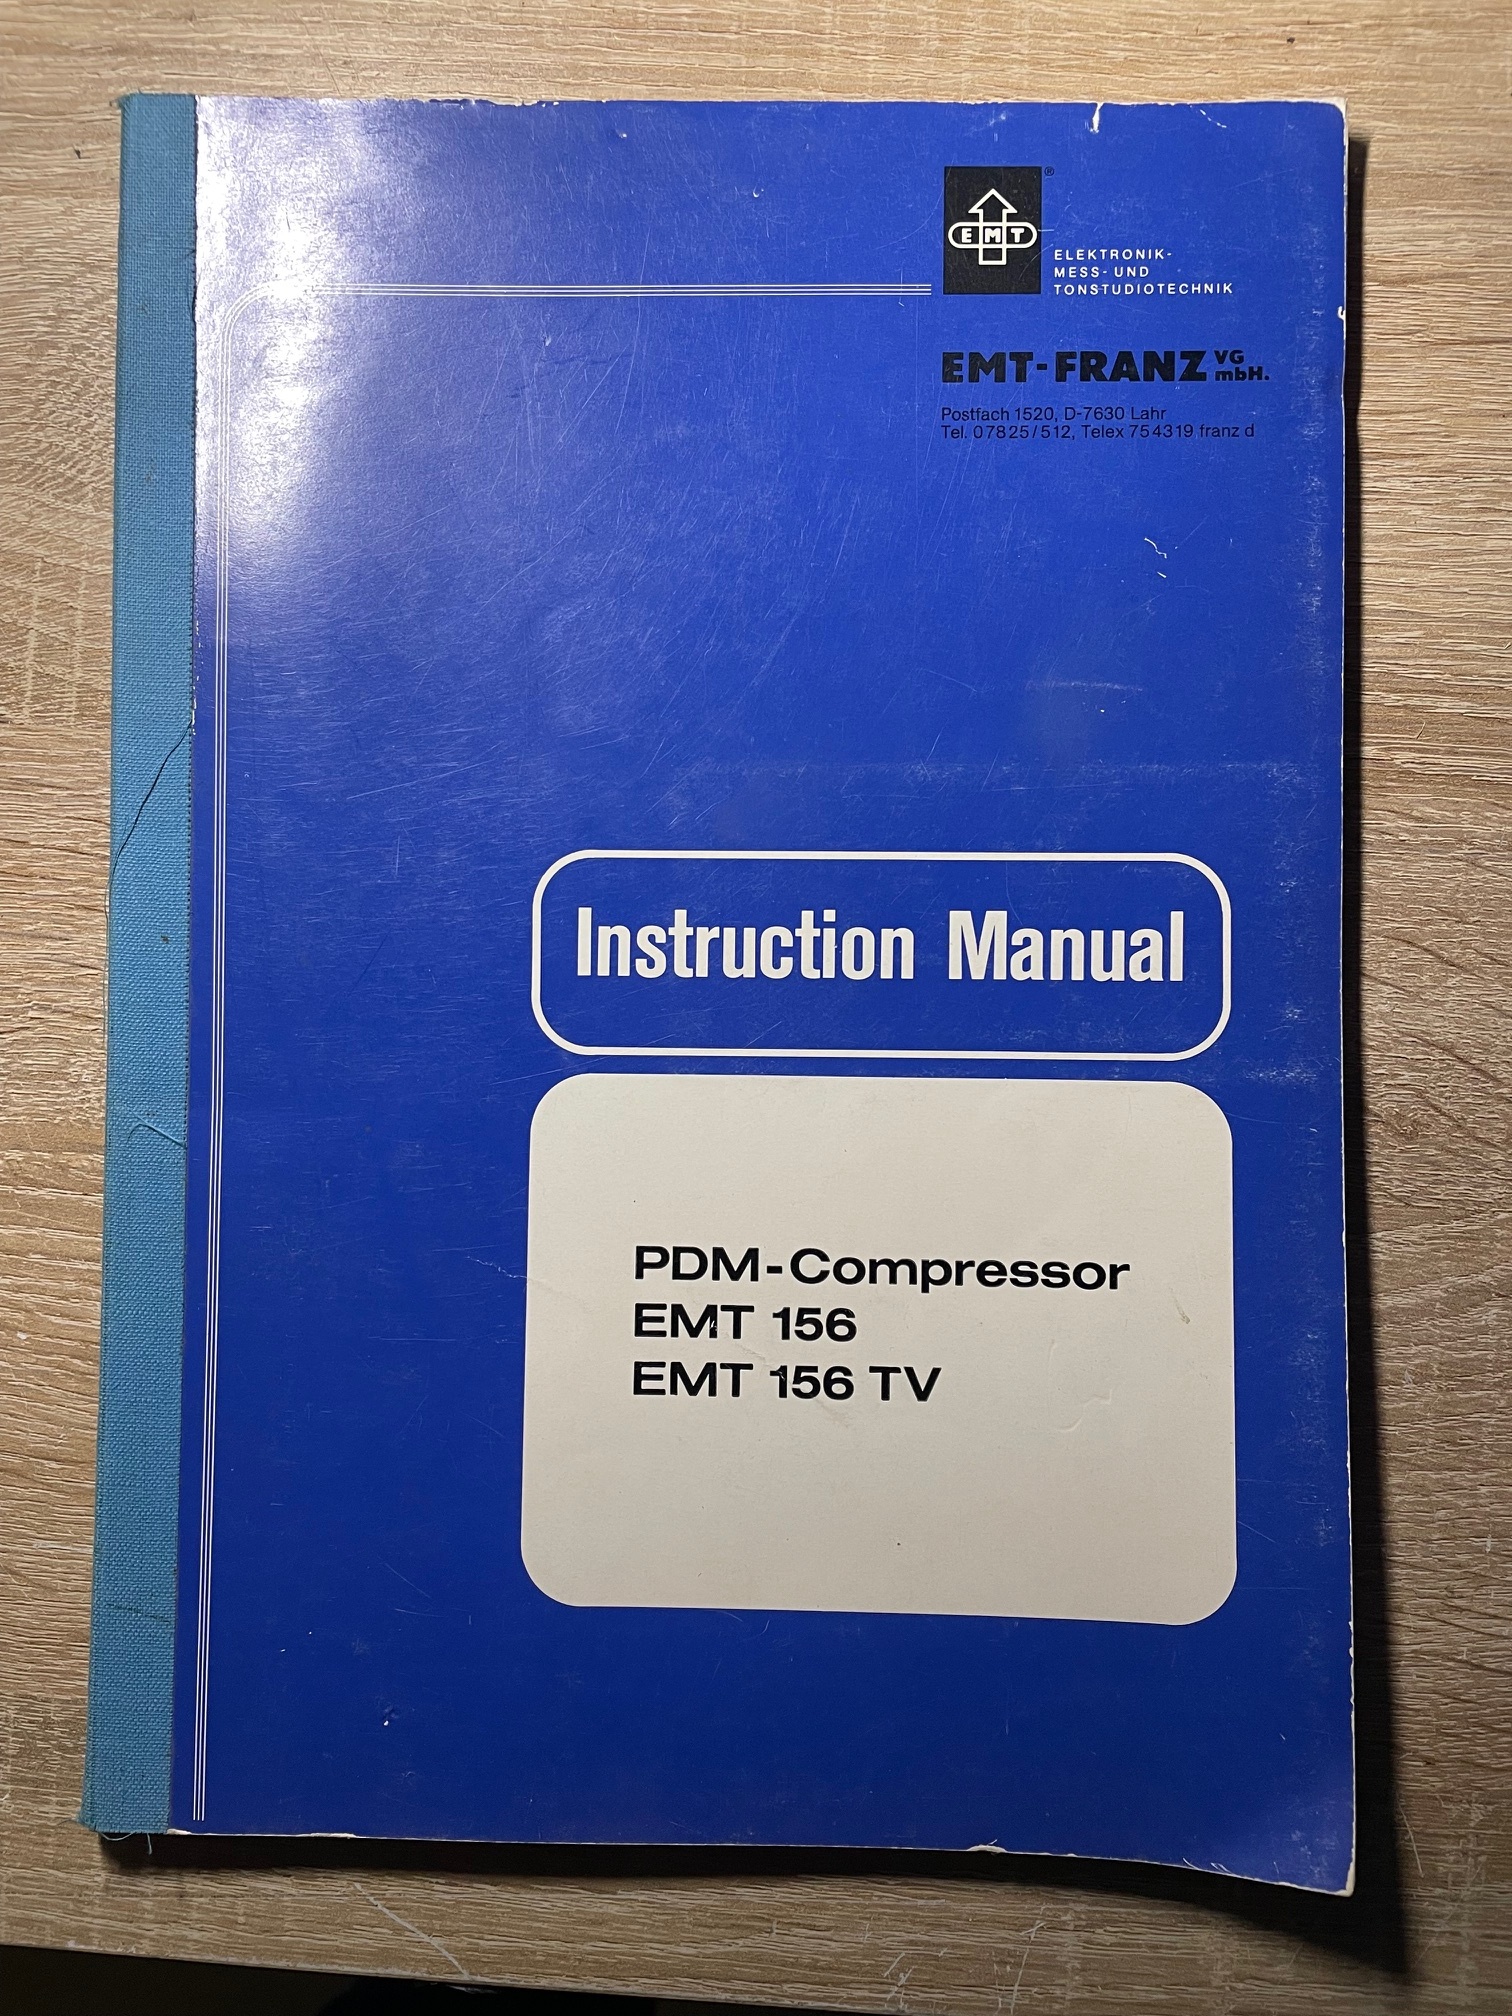 EMT
®
ELEKTRONIK-
MESS- UND
TONSTUDIOTECHNIK
EMT-FRANZ VG mbH.
Postfach 1520, D-7630 Lahr
Tel. 07825/512, Telex 754319 franz d
Instruction Manual
PDM-Compressor
EMT 156
EMT 156 TV